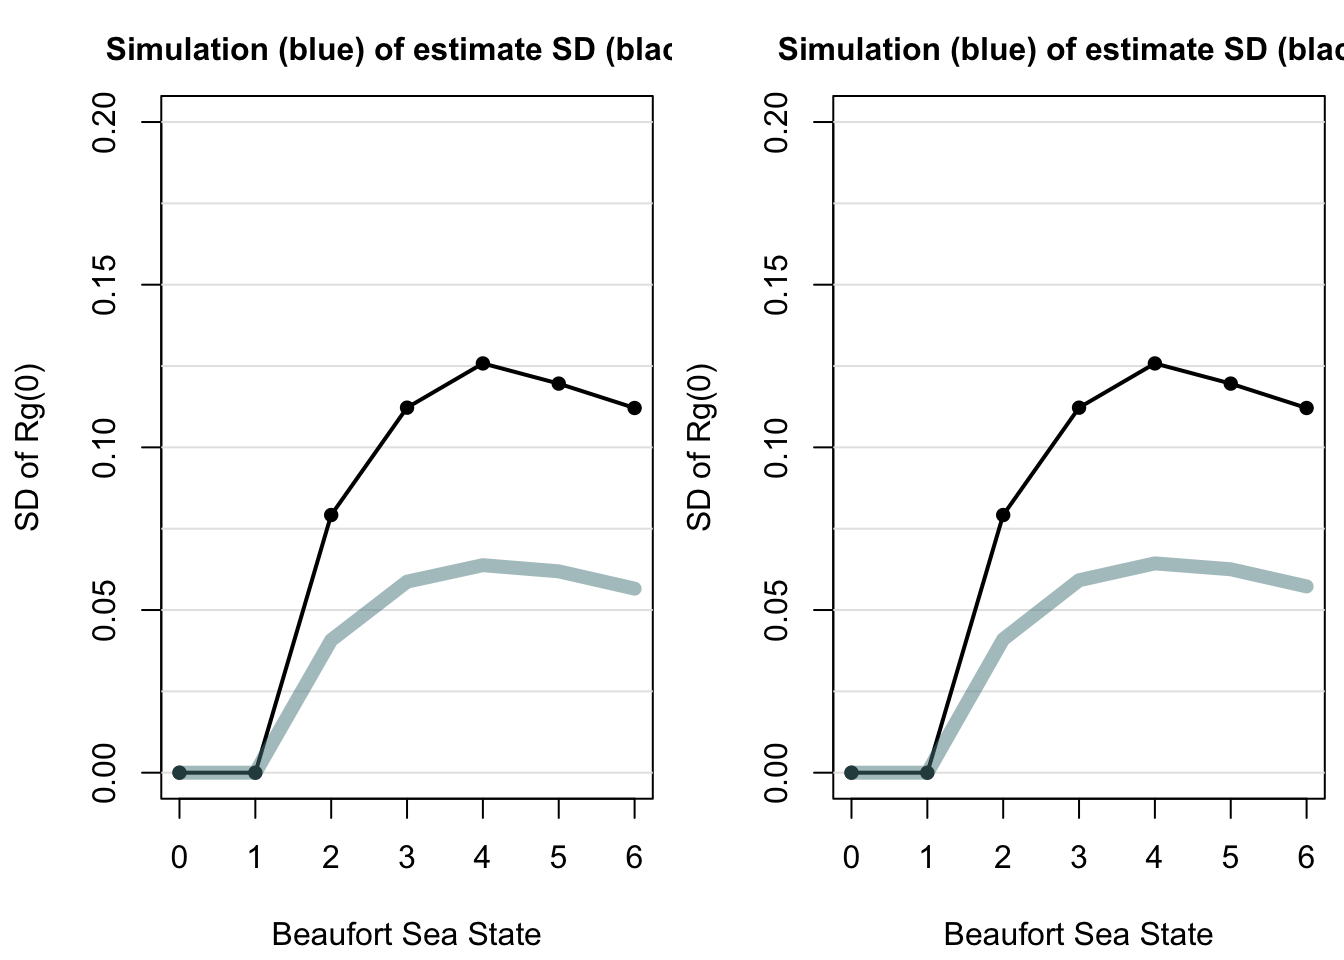 Simulation (blue) of estimate SD (blac
SD of Rg(0)
0.20
0.15
0.10
0.05
0.00
0 1 2 3 4 5 6
Beaufort Sea State
Simulation (blue) of estimate SD (blac
SD of Rg(0)
0.20
0.15
0.10
0.05
0.00
0 1 2 3 4 5 6
Beaufort Sea State